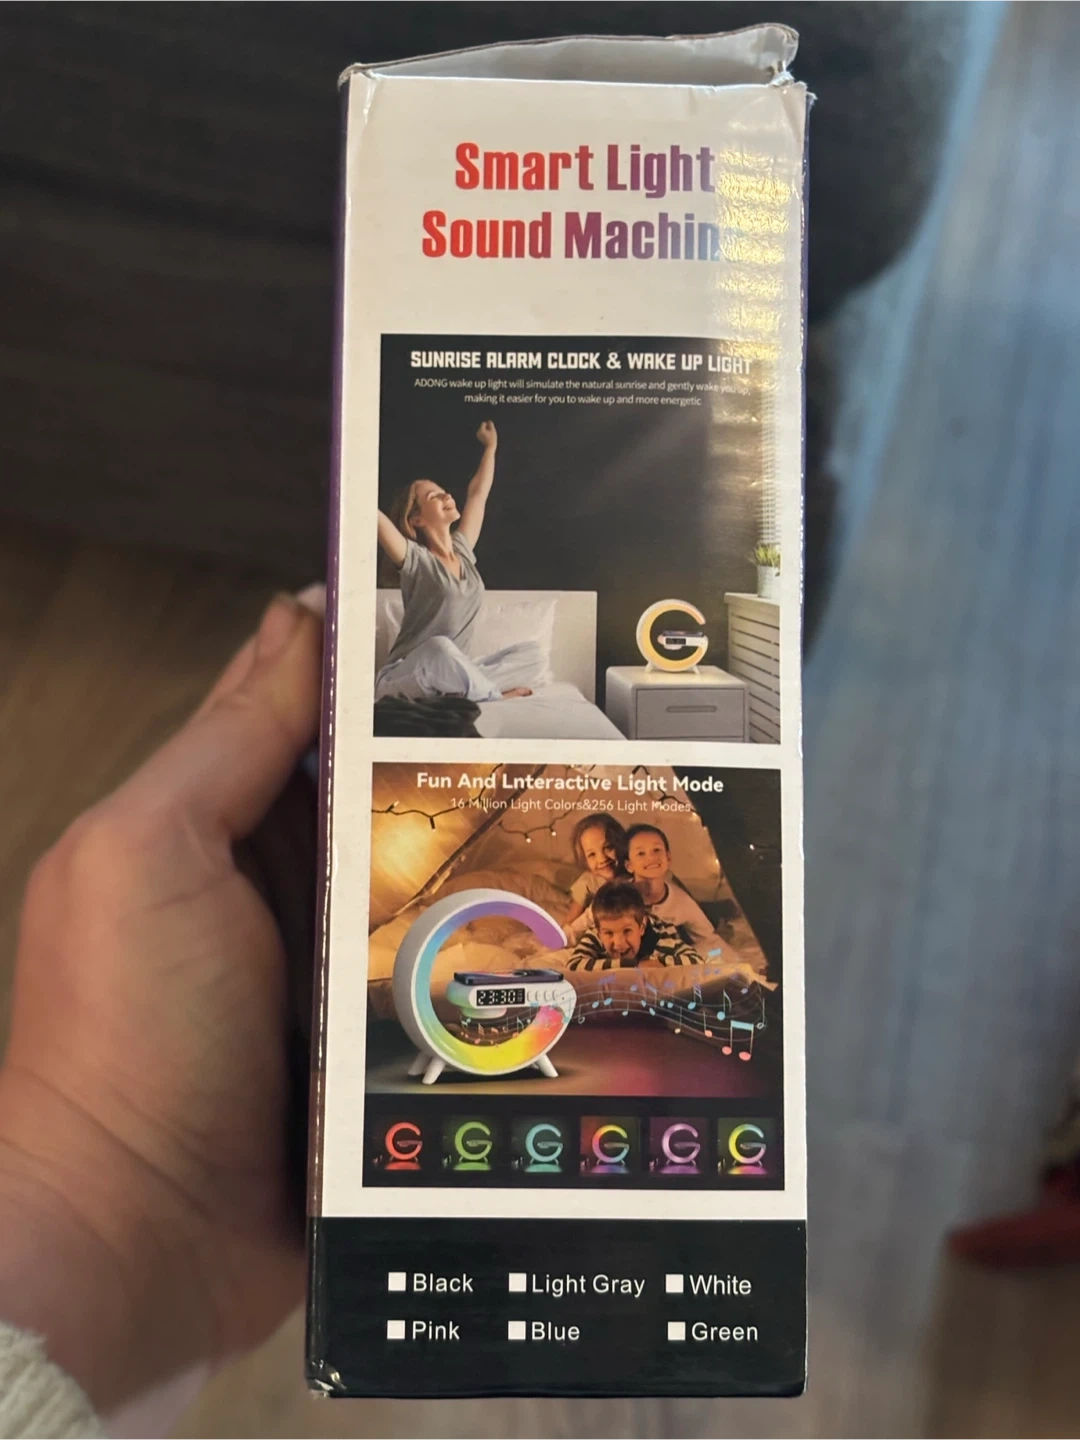 Smart Light
Sound Machin
SUNRISE ALARM CLOCK & WAKE UP LIGHT
ADONG wake up light will simulate the natural sunrise and gently wake you up,
making it easier for you to wake up and more energetic
Fun And Lnteractive Light Mode
16 Million Light Colors&256 Light Modes
23:30
Black Light Gray White
Pink Blue Green